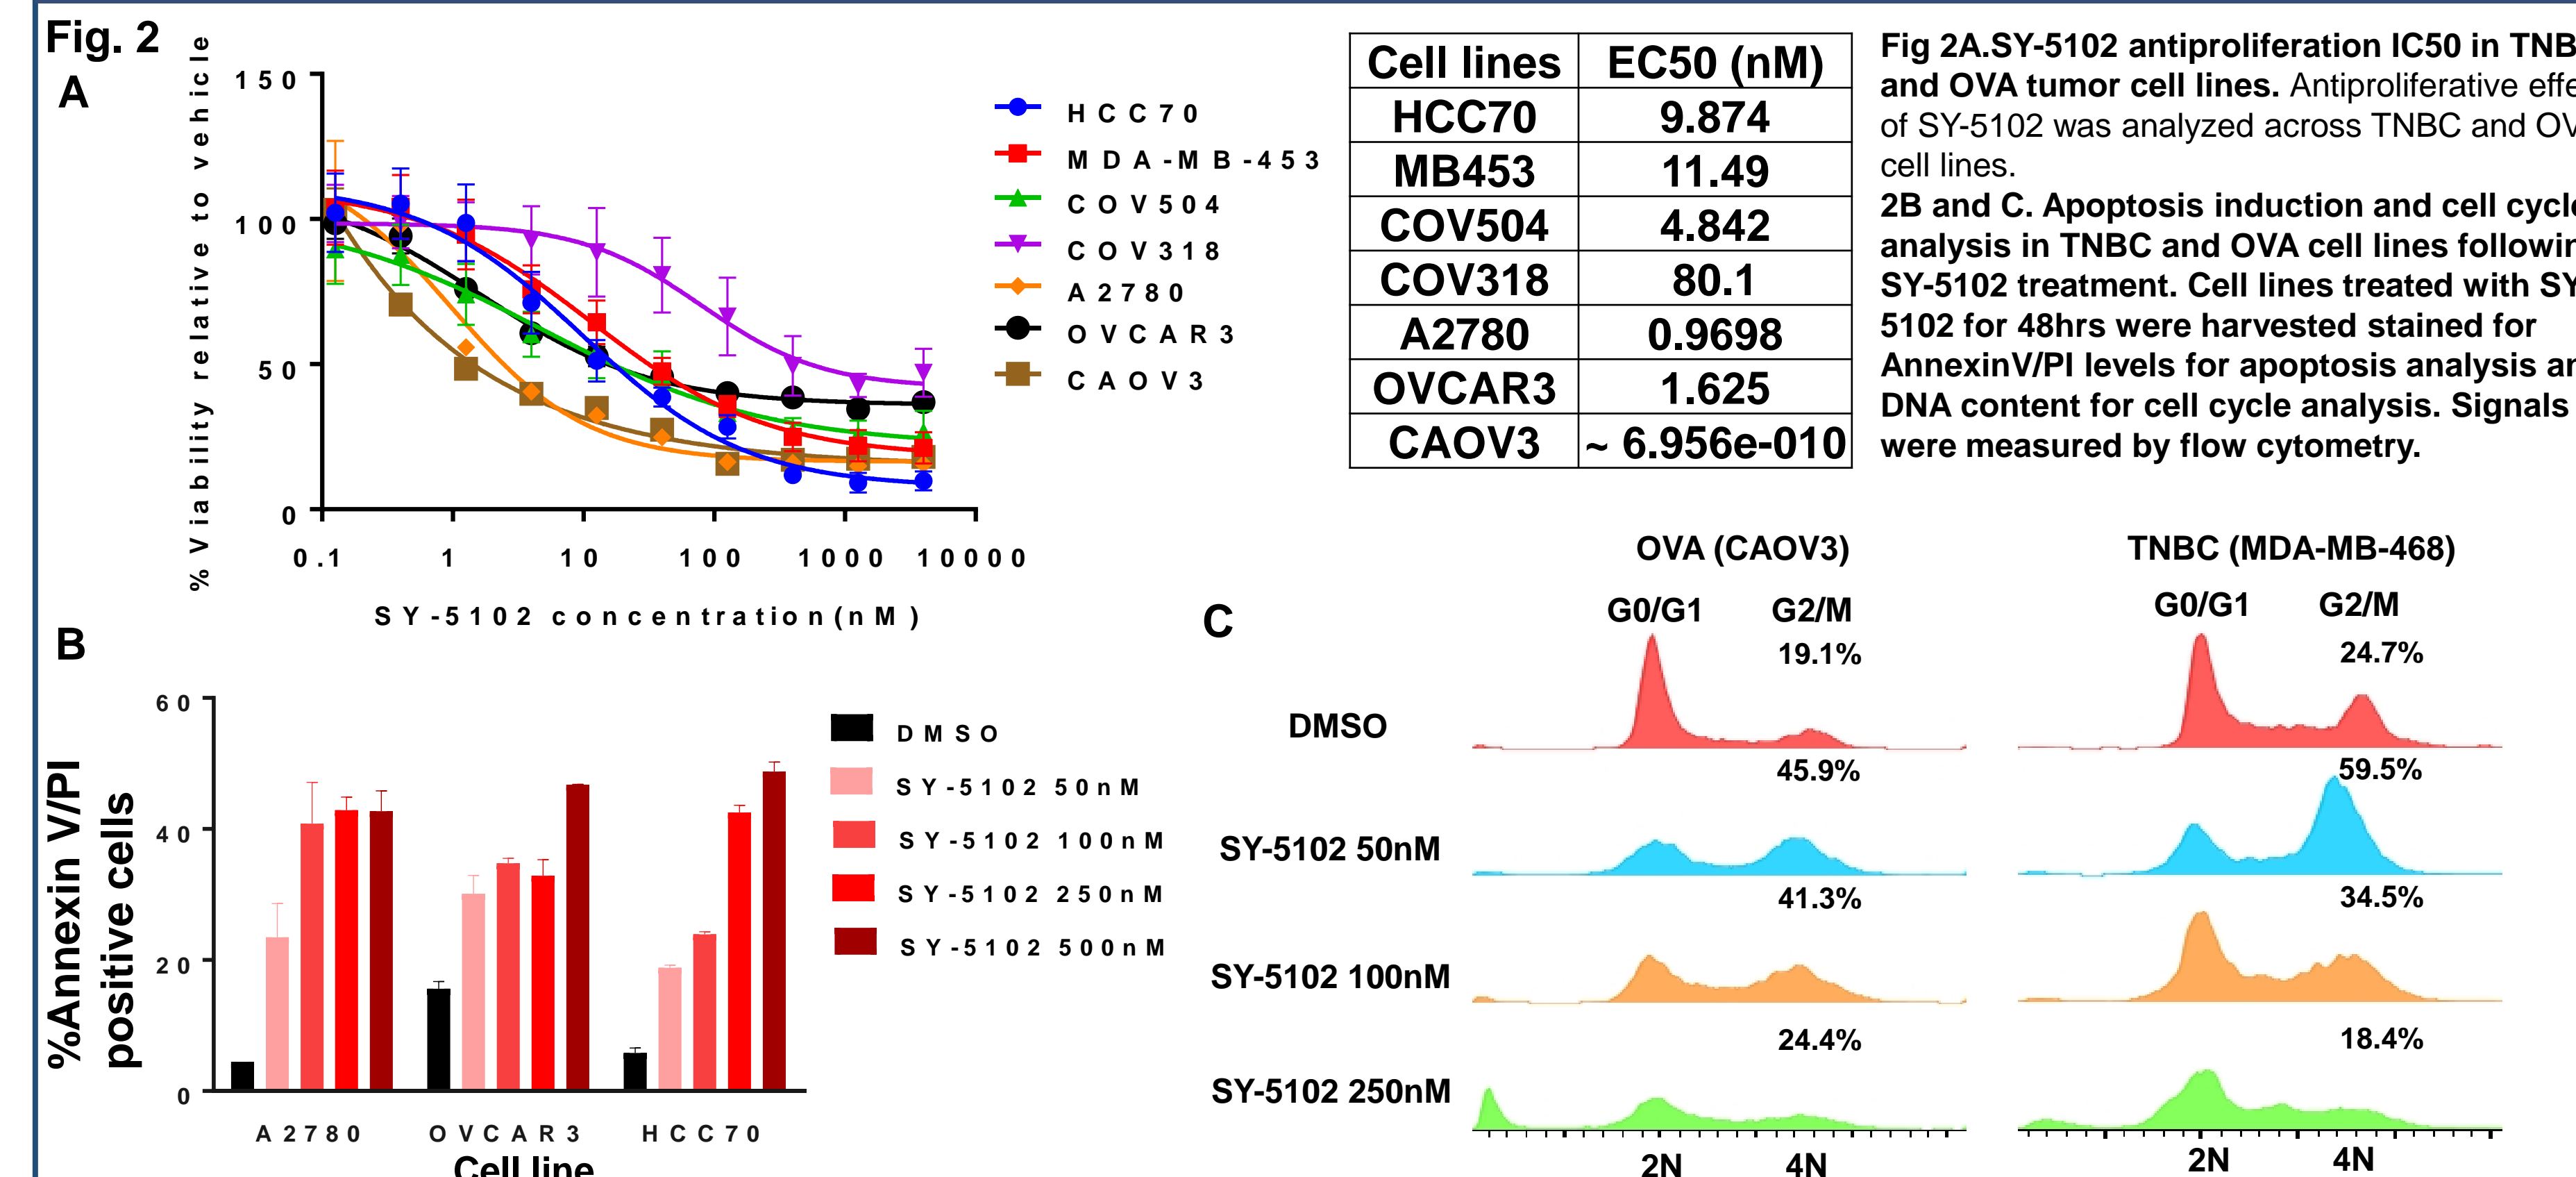 Fig. 2
A
% Viability relative to vehicle
150
100
50
0
0.1 1 10 100 1000 10000
SY-5102 concentration(nM)
HCC70
MDA-MB-453
COV504
COV318
A2780
OVCAR3
CAOV3
Cell lines EC50 (nM)
HCC70 9.874
MB453 11.49
COV504 4.842
COV318 80.1
A2780 0.9698
OVCAR3 1.625
CAOV3 ~ 6.956e-010
Fig 2A.SY-5102 antiproliferation IC50 in
and OVA tumor cell lines. Antiproliferative
of SY-5102 was analyzed across TNBC and
cell lines.
2B and C. Apoptosis induction and cell
analysis in TNBC and OVA cell lines
SY-5102 treatment. Cell lines treated with
5102 for 48hrs were harvested stained for
AnnexinV/PI levels for apoptosis analysis
DNA content for cell cycle analysis. Signals
were measured by flow cytometry.
B
%Annexin V/PI
positive cells
60
40
20
0
A2780 OVCAR3 HCC70
Cell line
DMSO
SY-5102 50nM
SY-5102 100nM
SY-5102 250nM
SY-5102 500nM
C
OVA (CAOV3) TNBC (MDA-MB-468)
G0/G1 G2/M G0/G1 G2/M
19.1% 24.7%
DMSO
45.9% 59.5%
SY-5102 50nM
41.3% 34.5%
SY-5102 100nM
24.4% 18.4%
SY-5102 250nM
2N 4N 2N 4N